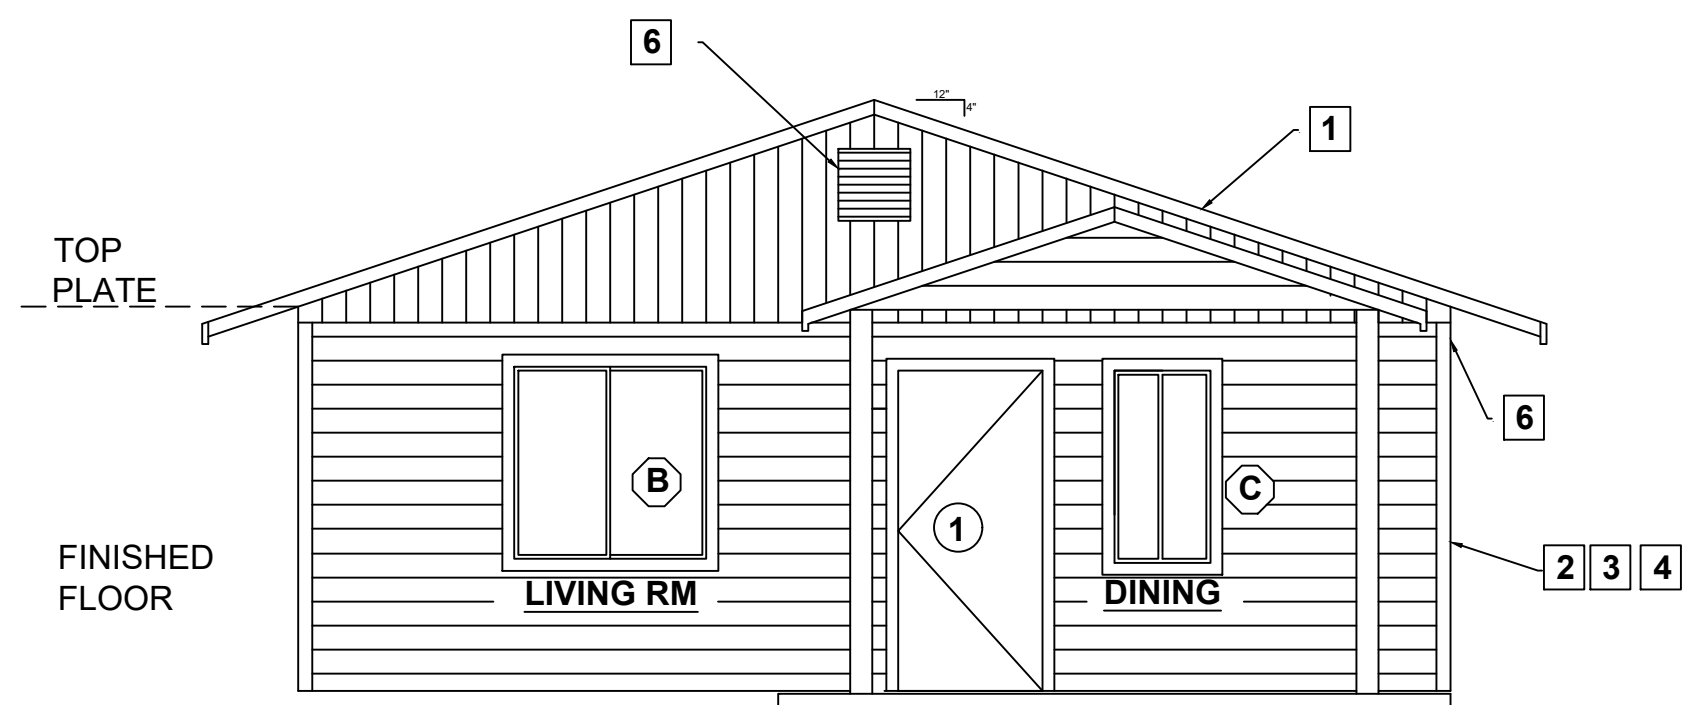 6
12"
4"
1
TOP
PLATE
6
B
C
1
FINISHED
FLOOR
2 3 4
LIVING RM
DINING